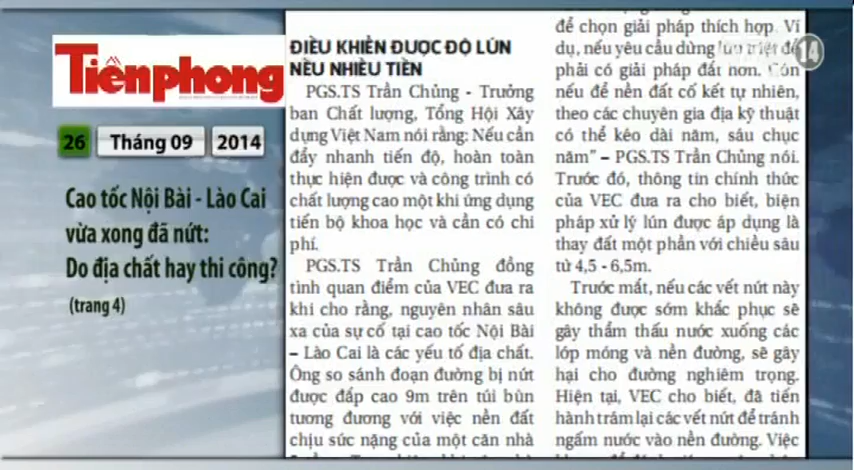 Tiềnphong
26 Tháng 09 2014
Cao tốc Nội Bài - Lào Cai
vừa xong đã nứt:
Do địa chất hay thi công?
(trang 4)
ĐIỀU KHIỂN ĐƯỢC ĐỘ LÚN
NẾU NHIỀU TIỀN
PGS.TS Trần Chủng - Trưởng
ban Chất lượng, Tổng Hội Xây
dựng Việt Nam nói rằng: Nếu cần
đẩy nhanh tiến độ, hoàn toàn
thực hiện được và công trình có
chất lượng cao một khi ứng dụng
tiến bộ khoa học và cần có chi
phí.
PGS.TS Trần Chủng đồng
tình quan điểm của VEC đưa ra
khi cho rằng, nguyên nhân sâu
xa của sự cố tại cao tốc Nội Bài
– Lào Cai là các yếu tố địa chất.
Ông so sánh đoạn đường bị nứt
được đắp cao 9m trên túi bùn
tương đương với việc nền đất
chịu sức nặng của một căn nhà
để chọn giải pháp thích hợp. Ví
dụ, nếu yêu cầu dừng lún triệt để
phải có giải pháp đắt hơn. Còn
nếu để nền đất cố kết tự nhiên,
theo các chuyên gia địa kỹ thuật
có thể kéo dài năm, sáu chục
năm” – PGS.TS Trần Chủng nói.
Trước đó, thông tin chính thức
của VEC đưa ra cho biết, biện
pháp xử lý lún được áp dụng là
thay đất một phần với chiều sâu
từ 4,5 - 6,5m.
Trước mắt, nếu các vết nứt này
không được sớm khắc phục sẽ
gây thẩm thấu nước xuống các
lớp móng và nền đường, sẽ gây
hại cho đường nghiêm trọng.
Hiện tại, VEC cho biết, đã tiến
hành trám lại các vết nứt để tránh
ngấm nước vào nền đường. Việc
14